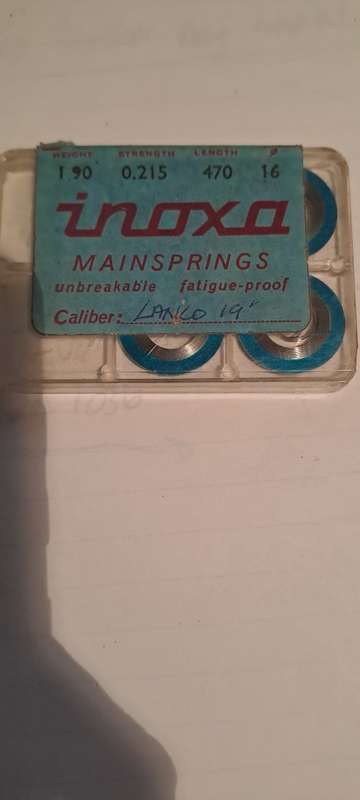 HEIGHT STRENGTH LENGTH Ø
1 90 0.215 470 16
inoxa
MAINSPRINGS
unbreakable fatigue-proof
Caliber: LANCO 19"